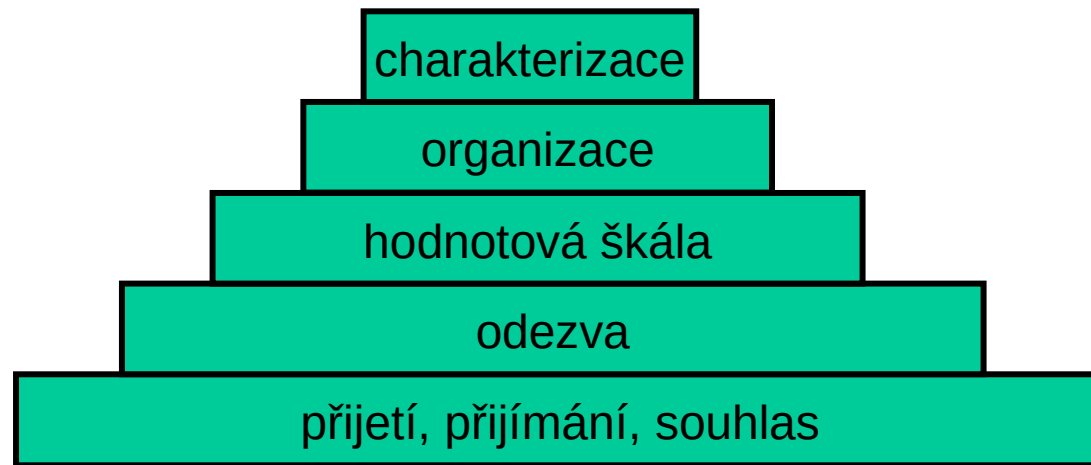 charakterizace
organizace
hodnotová škála
odezva
přijetí, přijímání, souhlas